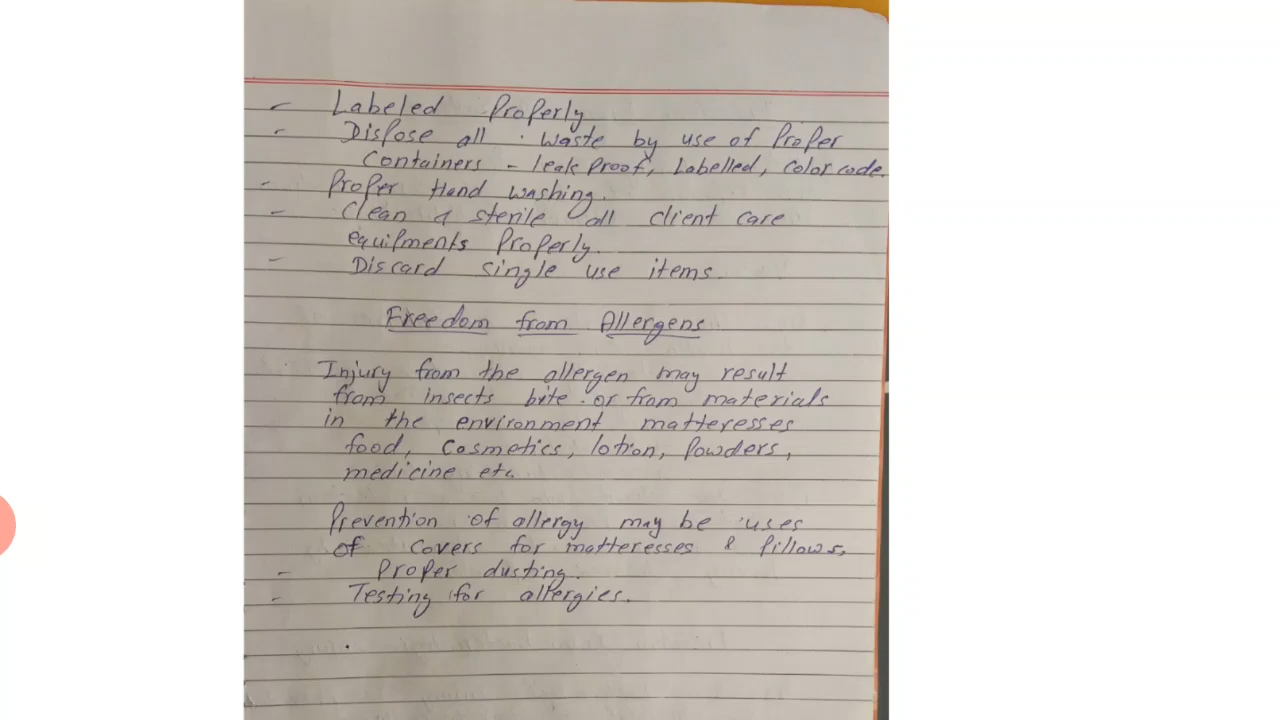 - Labeled Properly
- Dispose all waste by use of Proper
Containers - leak proof, Labelled, color code.
- Proper Hand washing.
- Clean & sterile all client care
equipments Properly.
- Discard single use items.
Freedom from Allergens
Injury from the allergen may result
from insects bite or from materials
in the environment matteresses
food, Cosmetics, lotion, Powders,
medicine etc.
Prevention of allergy may be uses
of covers for matteresses & Pillows,
- Proper dusting.
- Testing for allergies.